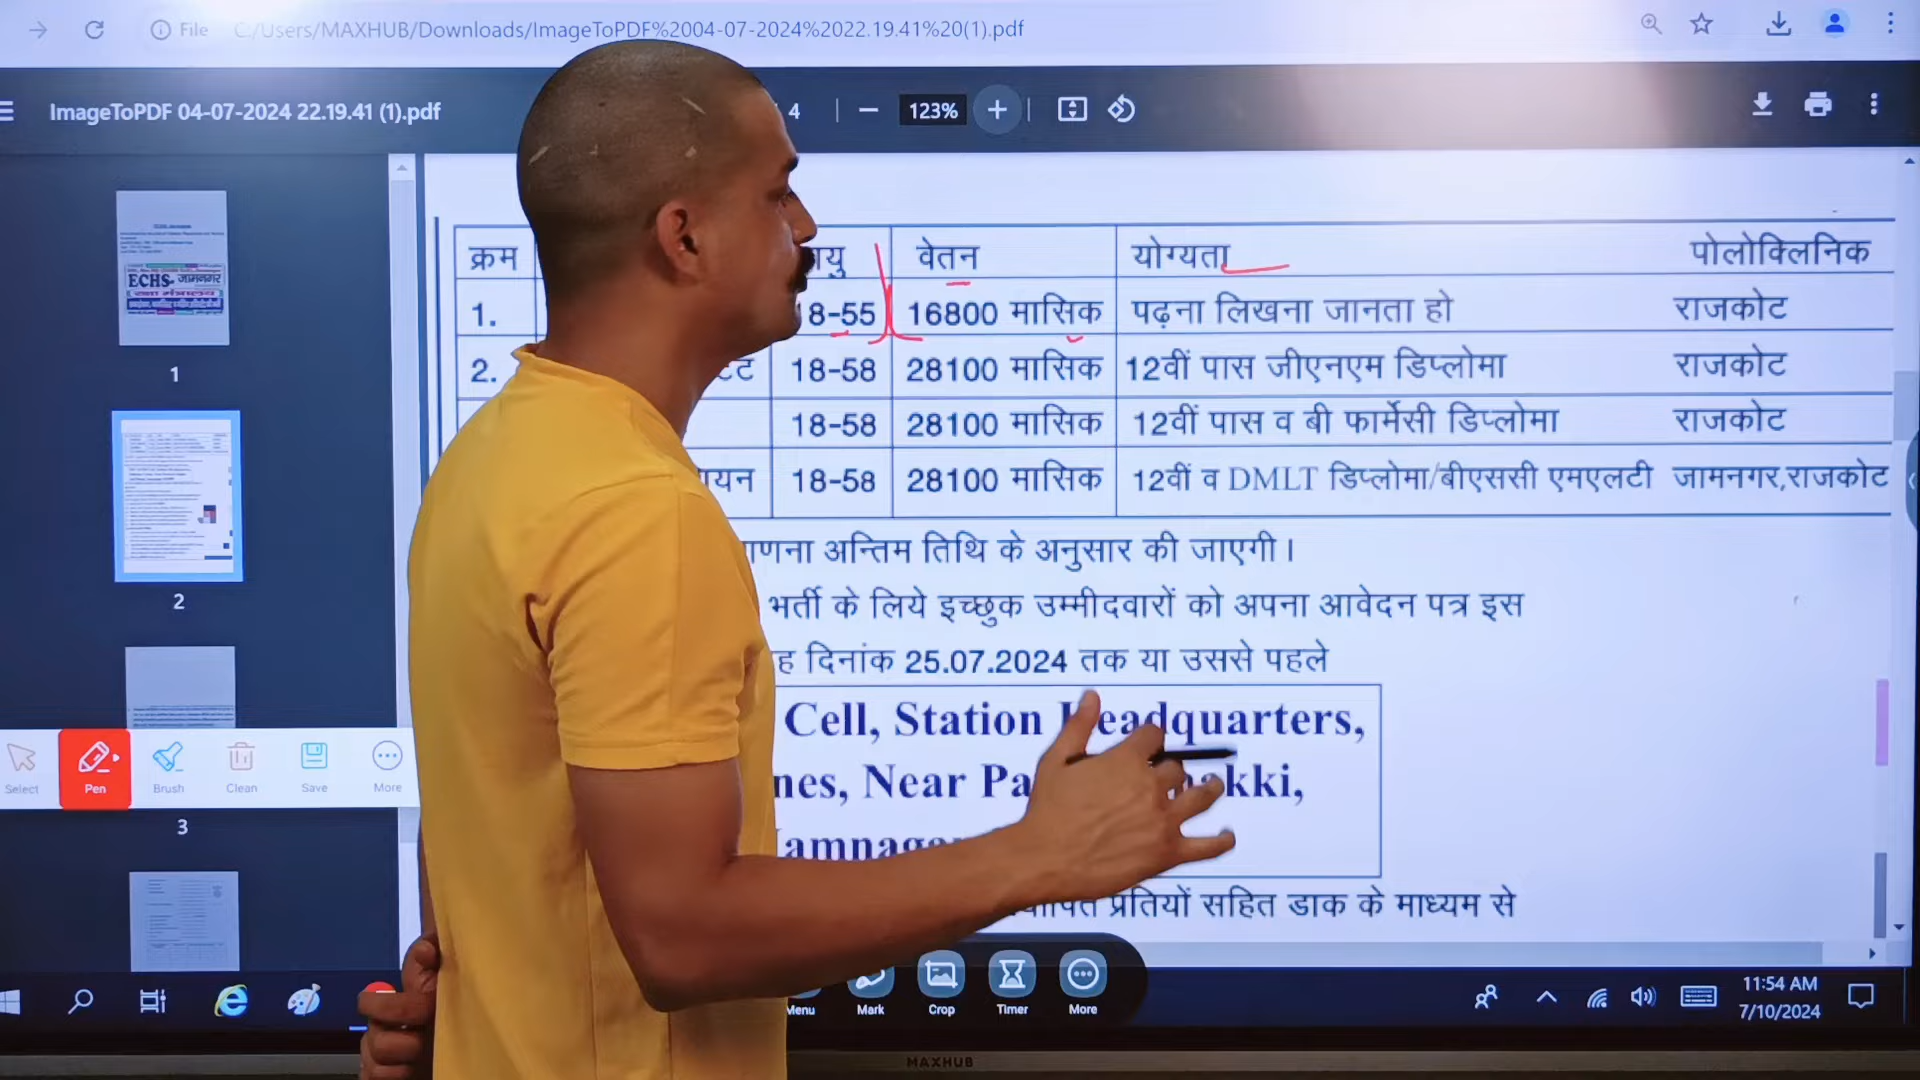 File C:/Users/MAXHUB/Downloads/ImageToPDF%2004-07-2024%2022.19.41%20(1).pdf
ImageToPDF 04-07-2024 22.19.41 (1).pdf
4
123%
क्रम वेतन योग्यता पोलोक्लिनिक
1. 8-55 16800 मासिक पढ़ना लिखना जानता हो राजकोट
2. 18-58 28100 मासिक 12वीं पास जीएनएम डिप्लोमा राजकोट
18-58 28100 मासिक 12वीं पास व बी फार्मेसी डिप्लोमा राजकोट
18-58 28100 मासिक 12वीं व DMLT डिप्लोमा/बीएससी एमएलटी जामनगर,राजकोट
अन्तिम तिथि के अनुसार की जाएगी।
भर्ती के लिये इच्छुक उम्मीदवारों को अपना आवेदन पत्र इस
दिनांक 25.07.2024 तक या उससे पहले
Cell, Station Headquarters,
Near
प्रतियों सहित डाक के माध्यम से
ECHS- जामनगर
1
2
3
Select Pen Brush Clean Save More
Menu Mark Crop Timer More
11:54 AM
7/10/2024
MAXHUB